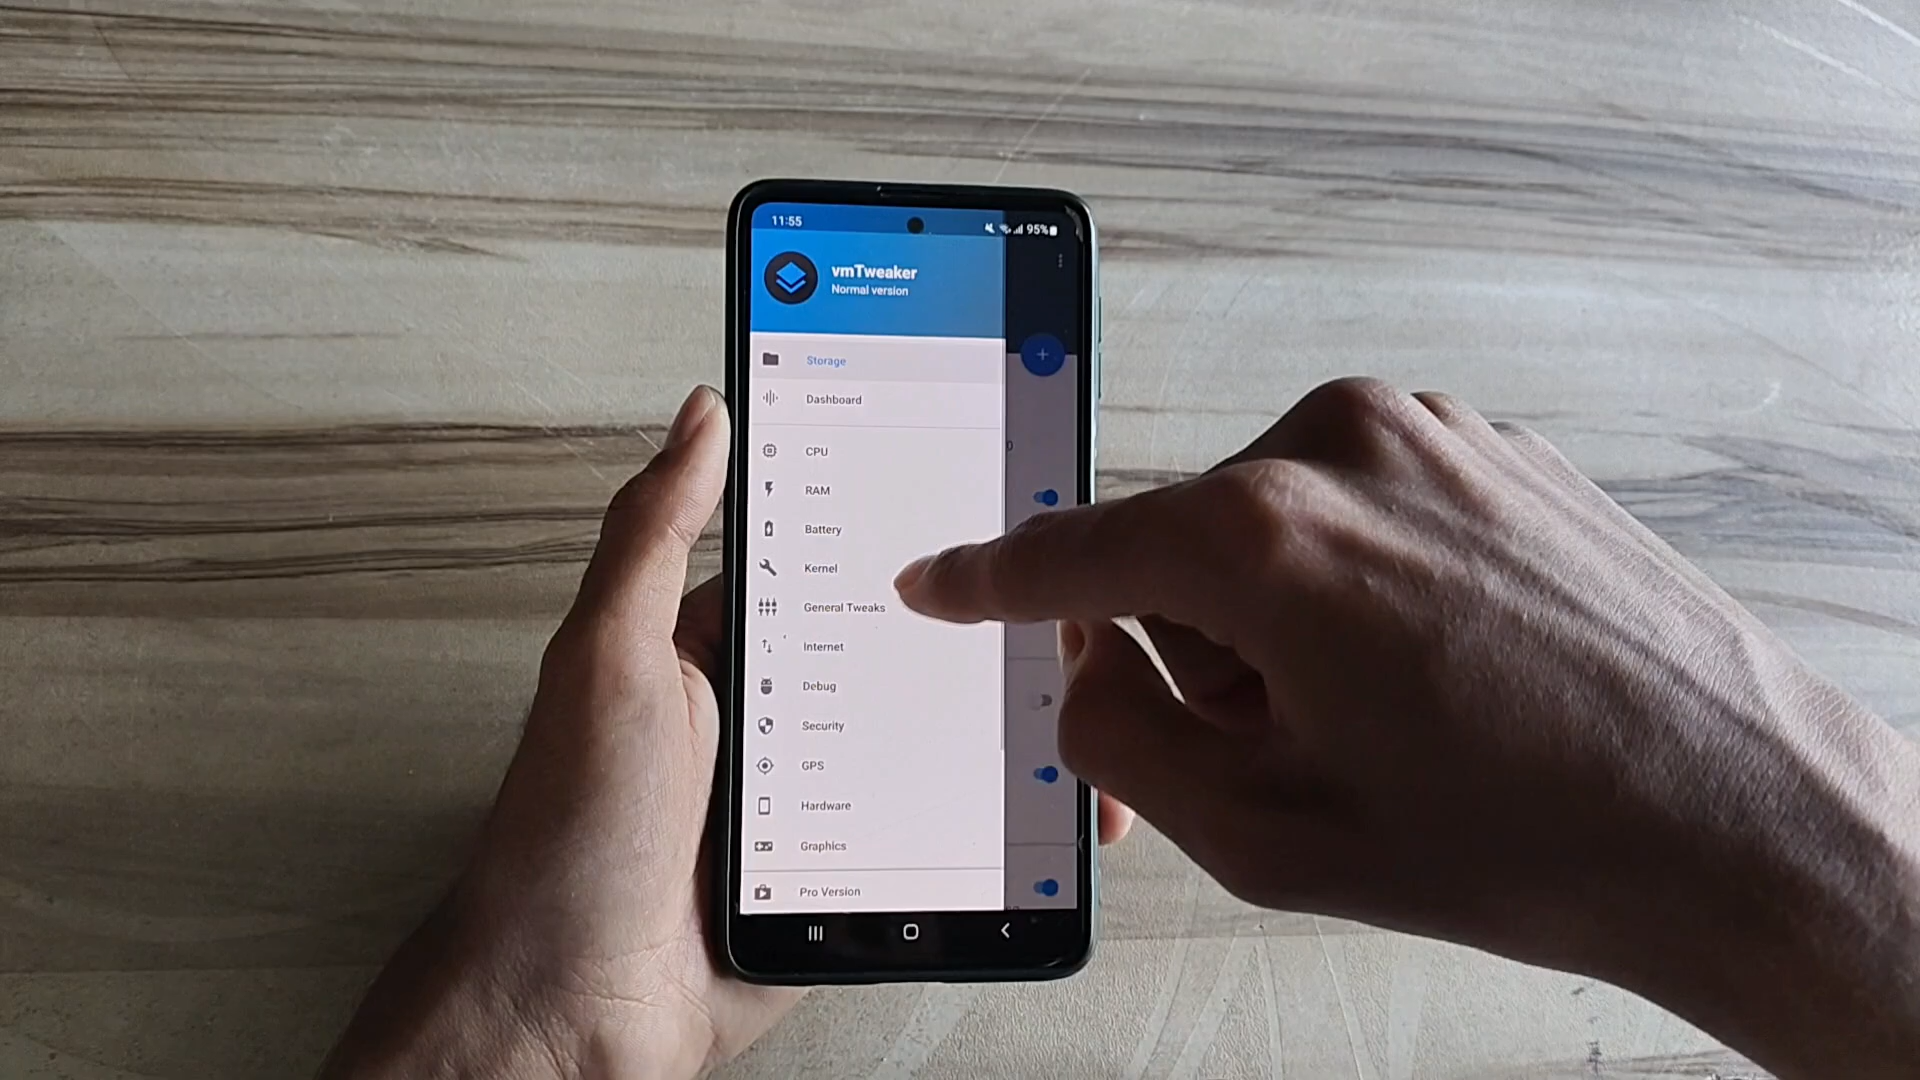 11:55
95%
vmTweaker
Normal version
Storage
Dashboard
CPU
RAM
Battery
Kernel
General Tweaks
Internet
Debug
Security
GPS
Hardware
Graphics
Pro Version